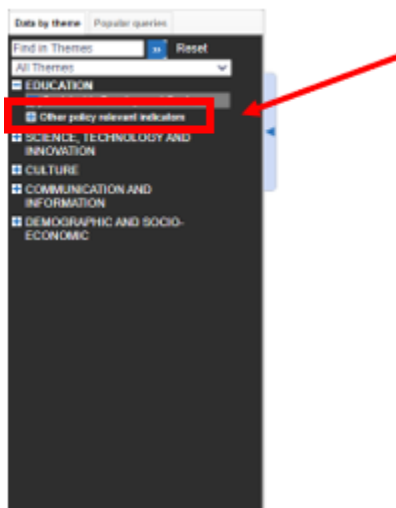 Data by theme Popular queries
Find in Themes » Reset
All Themes
EDUCATION
Other policy relevant indicators
SCIENCE, TECHNOLOGY AND
INNOVATION
CULTURE
COMMUNICATION AND
INFORMATION
DEMOGRAPHIC AND SOCIO-
ECONOMIC